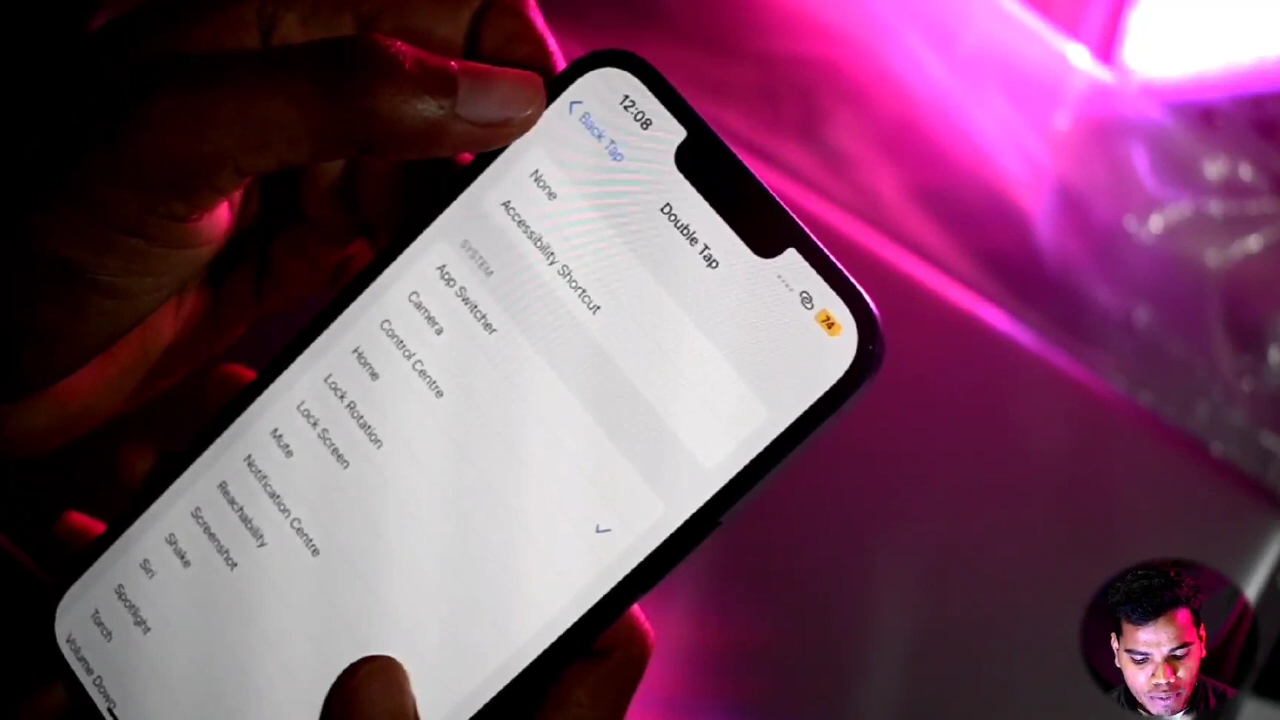 12:08
74
Back Tap
Double Tap
None
Accessibility Shortcut
SYSTEM
App Switcher
Camera
Control Centre
Home
Lock Rotation
Lock Screen
Mute
Notification Centre
Reachability
Screenshot
Shake
Siri
Spotlight
Torch
Volume Down